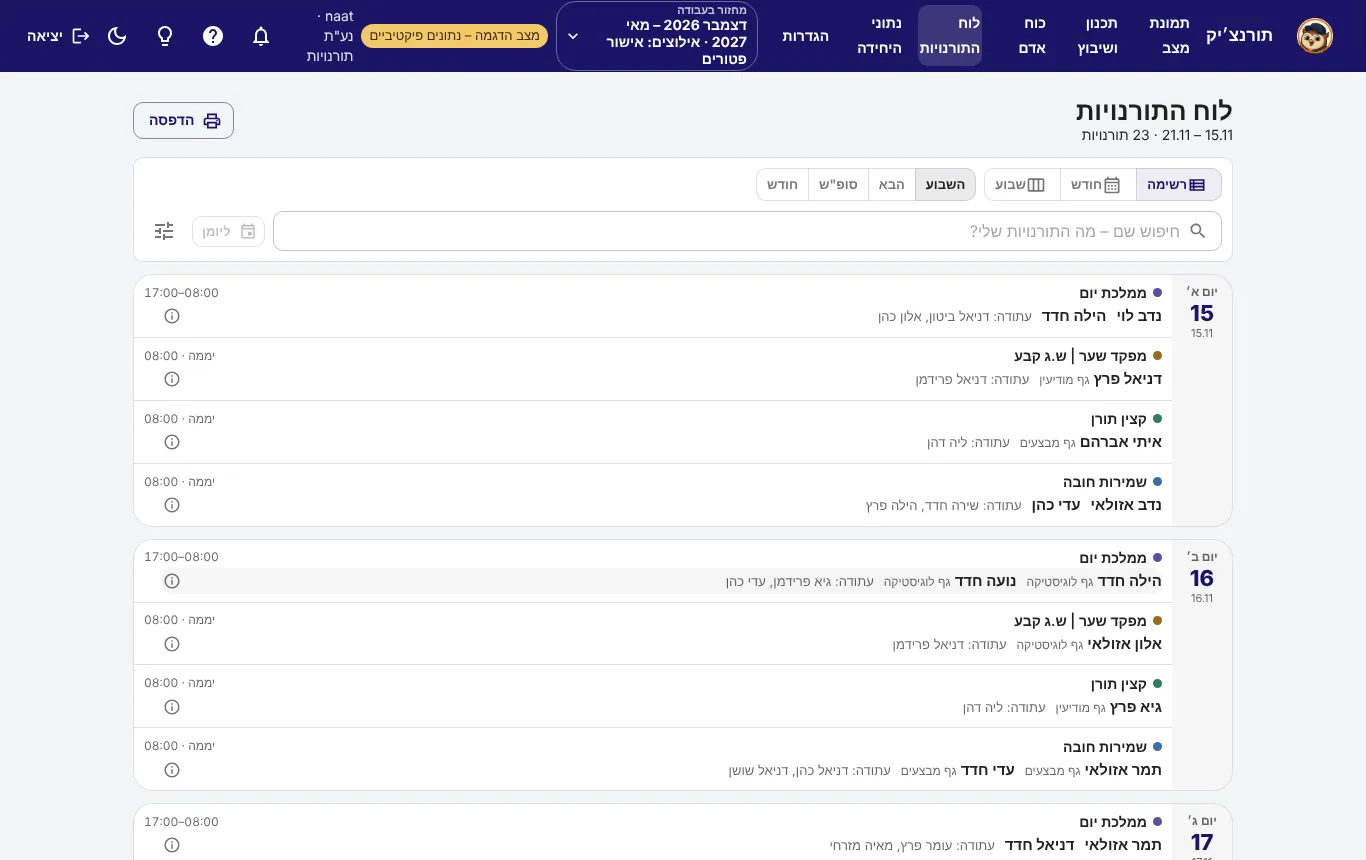 תורנצ׳יק
תמונת מצב
תכנון ושיבוץ
כוח אדם
לוח התורנויות
נתוני היחידה
הגדרות
מחזור בעבודה
דצמבר 2026 – מאי
2027 · אילוצים: אישור
פטורים
מצב הדגמה – נתונים פיקטיביים
naat ·
נע"ת
תורנויות
יציאה
לוח התורנויות
15.11 – 21.11 · 23 תורנויות
הדפסה
רשימה
חודש
שבוע
השבוע
הבא
סופ"ש
חודש
חיפוש שם – מה התורנויות שלי?
ליומן
יום א׳
15
15.11
ממלכת יום
08:00–17:00
נדב לוי הילה חדד עתודה: דניאל ביטון, אלון כהן
מפקד שער | ש.ג קבע
יממה · 08:00
דניאל פרץ גף מודיעין עתודה: דניאל פרידמן
קצין תורן
יממה · 08:00
איתי אברהם גף מבצעים עתודה: ליה דהן
שמירות חובה
יממה · 08:00
נדב אזולאי עדי כהן עתודה: שירה חדד, הילה פרץ
יום ב׳
16
16.11
ממלכת יום
08:00–17:00
הילה חדד גף לוגיסטיקה נועה חדד גף לוגיסטיקה עתודה: גיא פרידמן, עדי כהן
מפקד שער | ש.ג קבע
יממה · 08:00
אלון אזולאי גף לוגיסטיקה עתודה: דניאל פרידמן
קצין תורן
יממה · 08:00
גיא פרץ גף מודיעין עתודה: ליה דהן
שמירות חובה
יממה · 08:00
תמר אזולאי גף מבצעים עדי חדד גף מבצעים עתודה: דניאל כהן, דניאל שושן
יום ג׳
17
ממלכת יום
08:00–17:00
תמר אזולאי דניאל חדד עתודה: עומר פרץ, מאיה מזרחי